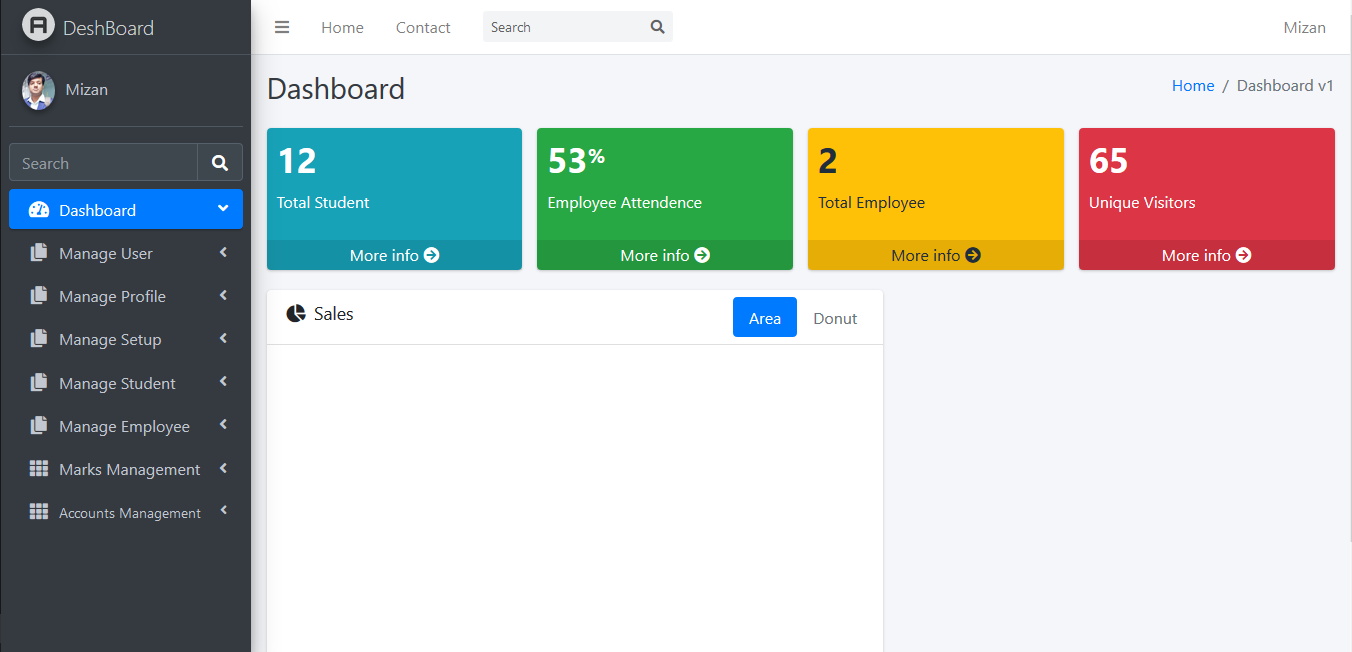 DeshBoard
Mizan
Search
Dashboard
Manage User
Manage Profile
Manage Setup
Manage Student
Manage Employee
Marks Management
Accounts Management
Home Contact Search Mizan
Dashboard
Home / Dashboard v1
12
Total Student
More info
53%
Employee Attendence
More info
2
Total Employee
More info
65
Unique Visitors
More info
Sales
Area Donut